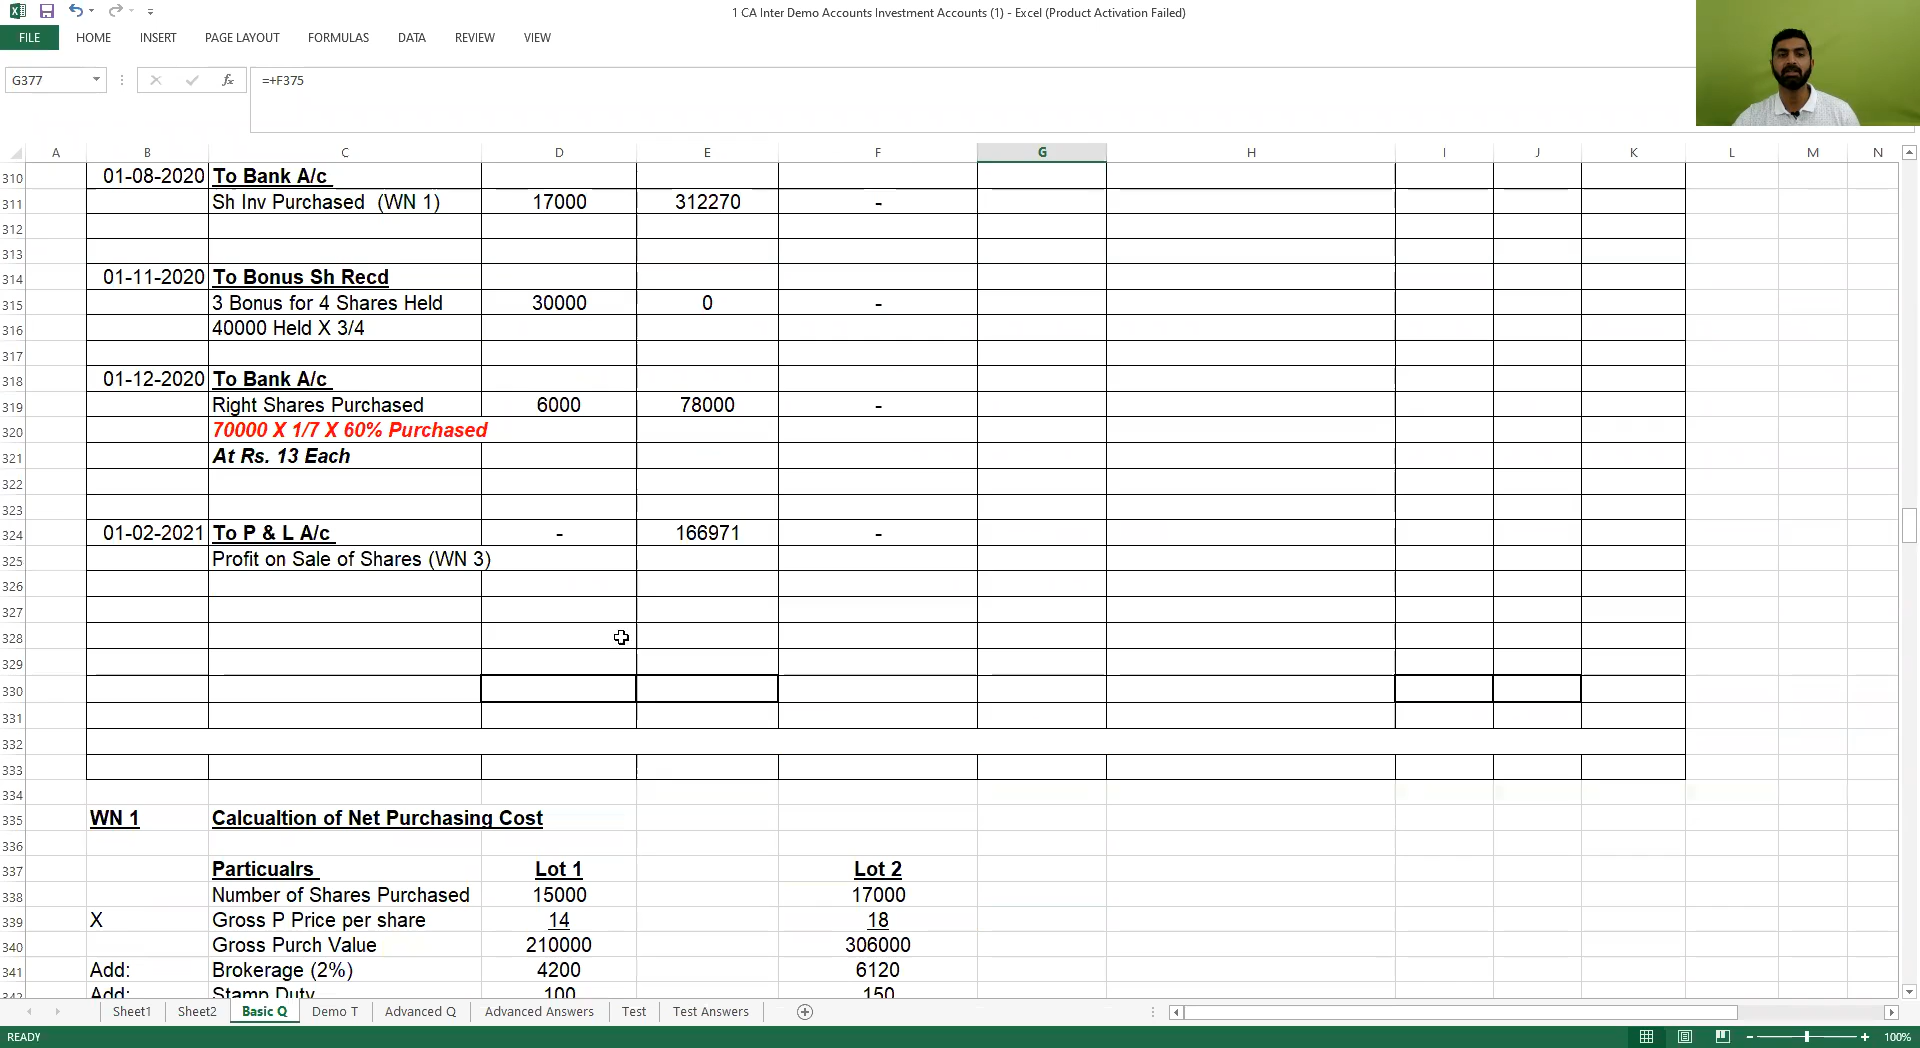 1 CA Inter Demo Accounts Investment Accounts (1) - Excel (Product Activation Failed)
FILE HOME INSERT PAGE LAYOUT FORMULAS DATA REVIEW VIEW
G377 fx =+F375
A B C D E F G H I J K L M N
310 01-08-2020 To Bank A/c
311 Sh Inv Purchased (WN 1) 17000 312270 -
312
313
314 01-11-2020 To Bonus Sh Recd
315 3 Bonus for 4 Shares Held 30000 0 -
316 40000 Held X 3/4
317
318 01-12-2020 To Bank A/c
319 Right Shares Purchased 6000 78000 -
320 70000 X 1/7 X 60% Purchased
321 At Rs. 13 Each
322
323
324 01-02-2021 To P & L A/c - 166971 -
325 Profit on Sale of Shares (WN 3)
326
327
328
329
330
331
332
333
334
335 WN 1 Calcualtion of Net Purchasing Cost
336
337 Particualrs Lot 1 Lot 2
338 Number of Shares Purchased 15000 17000
339 X Gross P Price per share 14 18
340 Gross Purch Value 210000 306000
341 Add: Brokerage (2%) 4200 6120
342 Add: Stamp Duty 100 150
Sheet1 Sheet2 Basic Q Demo T Advanced Q Advanced Answers Test Test Answers
READY 100%